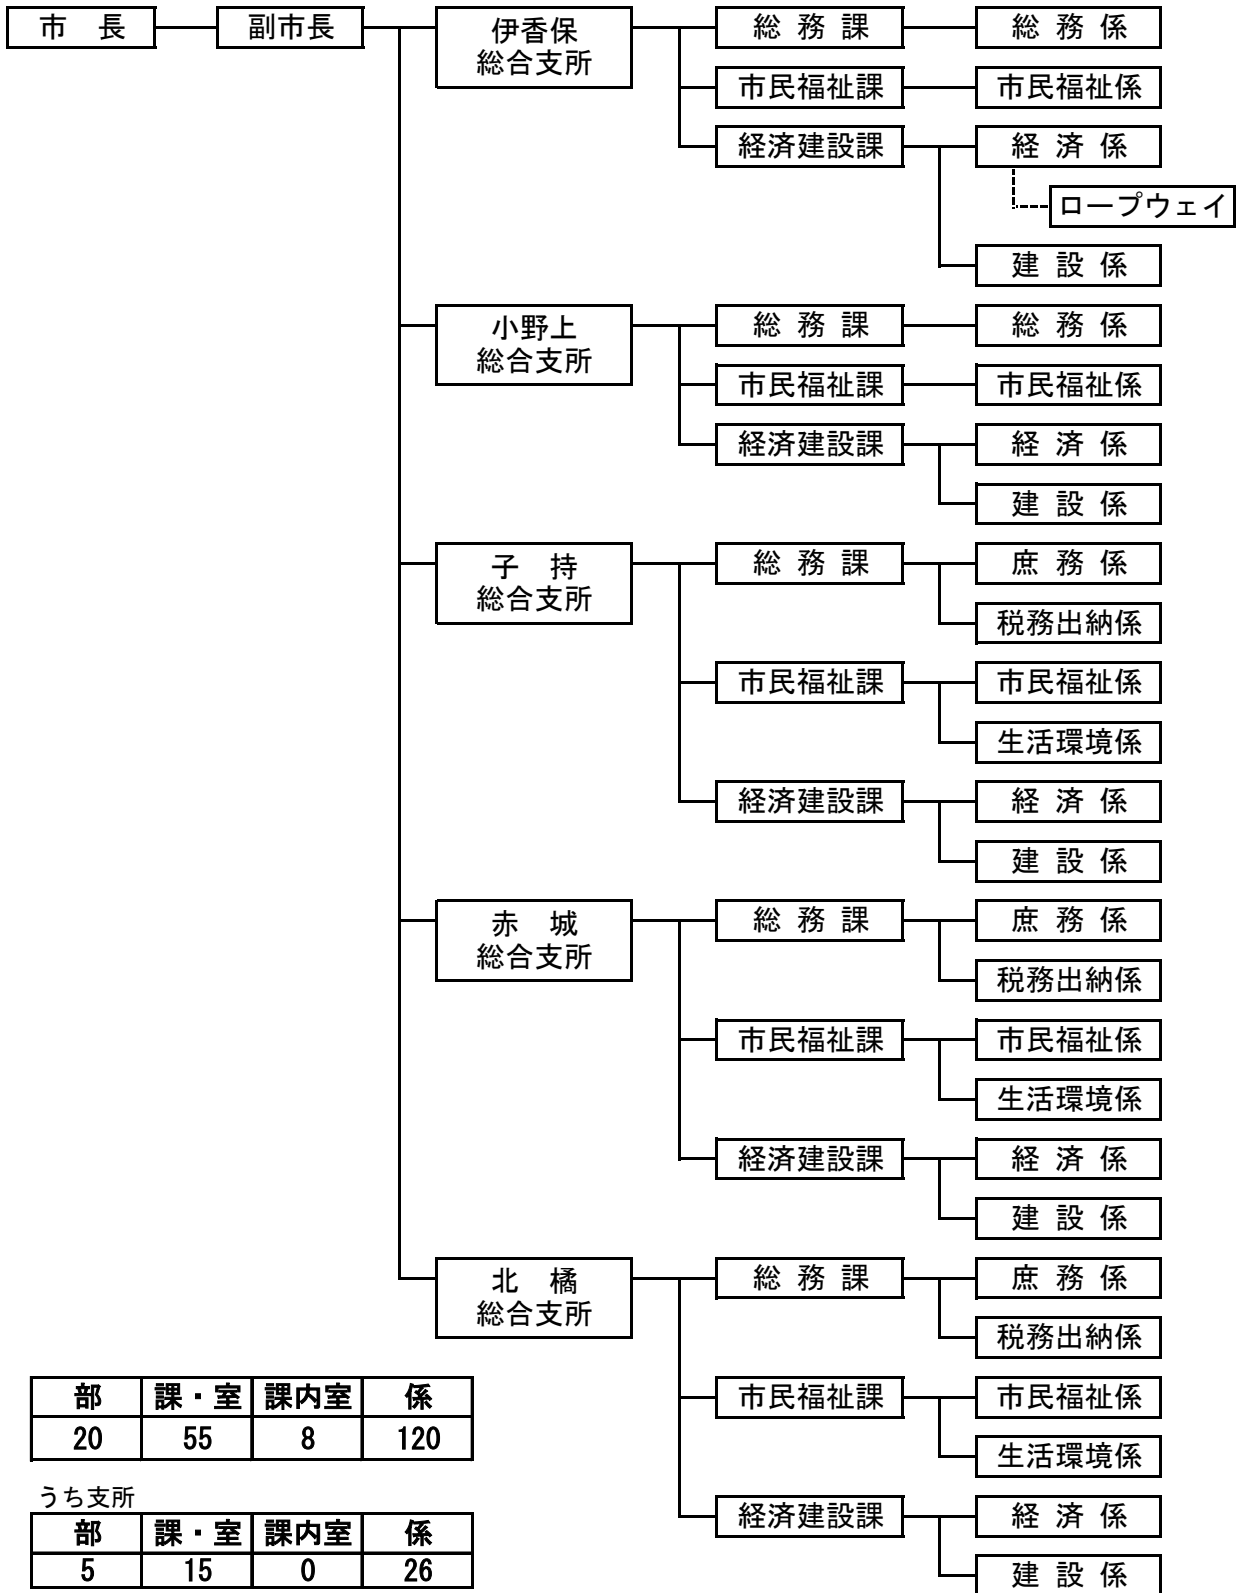 市　長
副市長
伊香保
総合支所
総 務 課
総 務 係
市民福祉課
市民福祉係
経済建設課
経 済 係
ロープウェイ
建 設 係
小野上
総合支所
総 務 課
総 務 係
市民福祉課
市民福祉係
経済建設課
経 済 係
建 設 係
子　持
総合支所
総 務 課
庶 務 係
税務出納係
市民福祉課
市民福祉係
生活環境係
経済建設課
経 済 係
建 設 係
赤　城
総合支所
総 務 課
庶 務 係
税務出納係
市民福祉課
市民福祉係
生活環境係
経済建設課
経 済 係
建 設 係
北　橘
総合支所
総 務 課
庶 務 係
税務出納係
市民福祉課
市民福祉係
生活環境係
経済建設課
経 済 係
建 設 係
部 課・室 課内室 係
20 55 8 120
うち支所
部 課・室 課内室 係
5 15 0 26